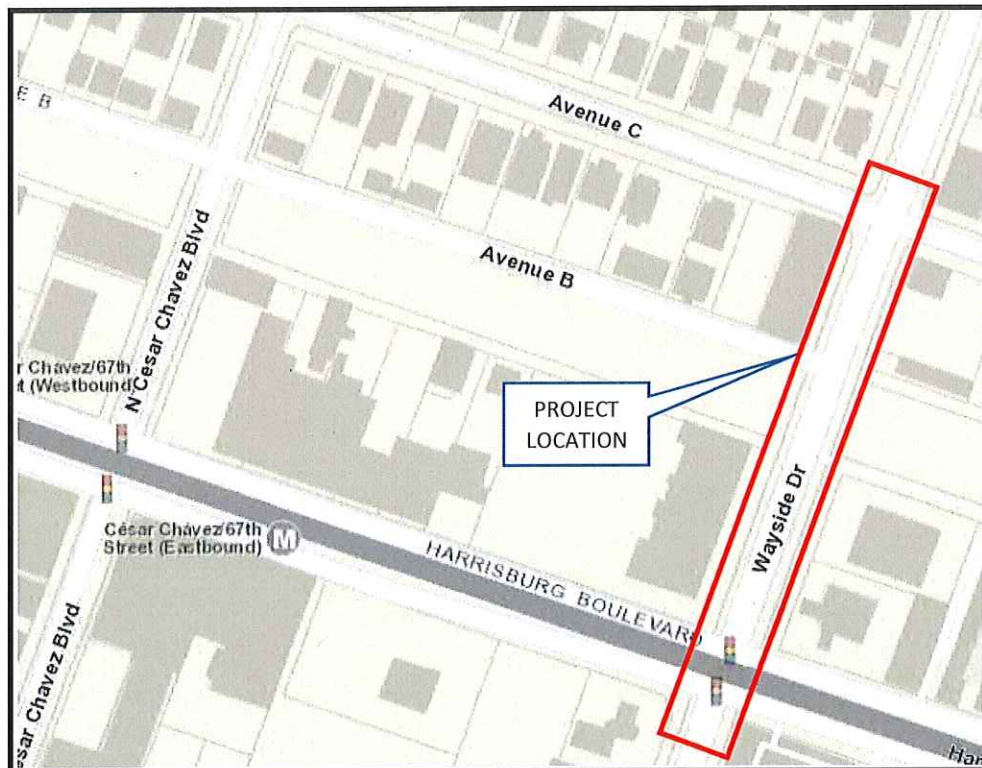 E B
Avenue C
Avenue B
N Cesar Chavez Blvd
r Chavez/67th
(Westbound)
PROJECT
LOCATION
César Chávez/67th
Street (Eastbound)
M
HARRISBURG BOULEVARD
Wayside Dr
esar Chavez Blvd
Har